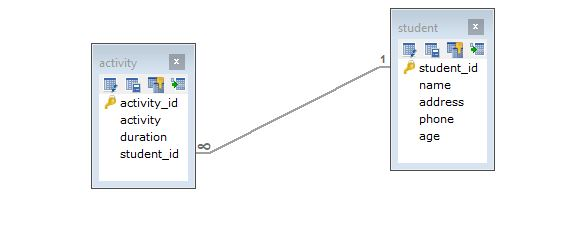 activity
x
activity_id
activity
duration
student_id
∞
1
student
x
student_id
name
address
phone
age